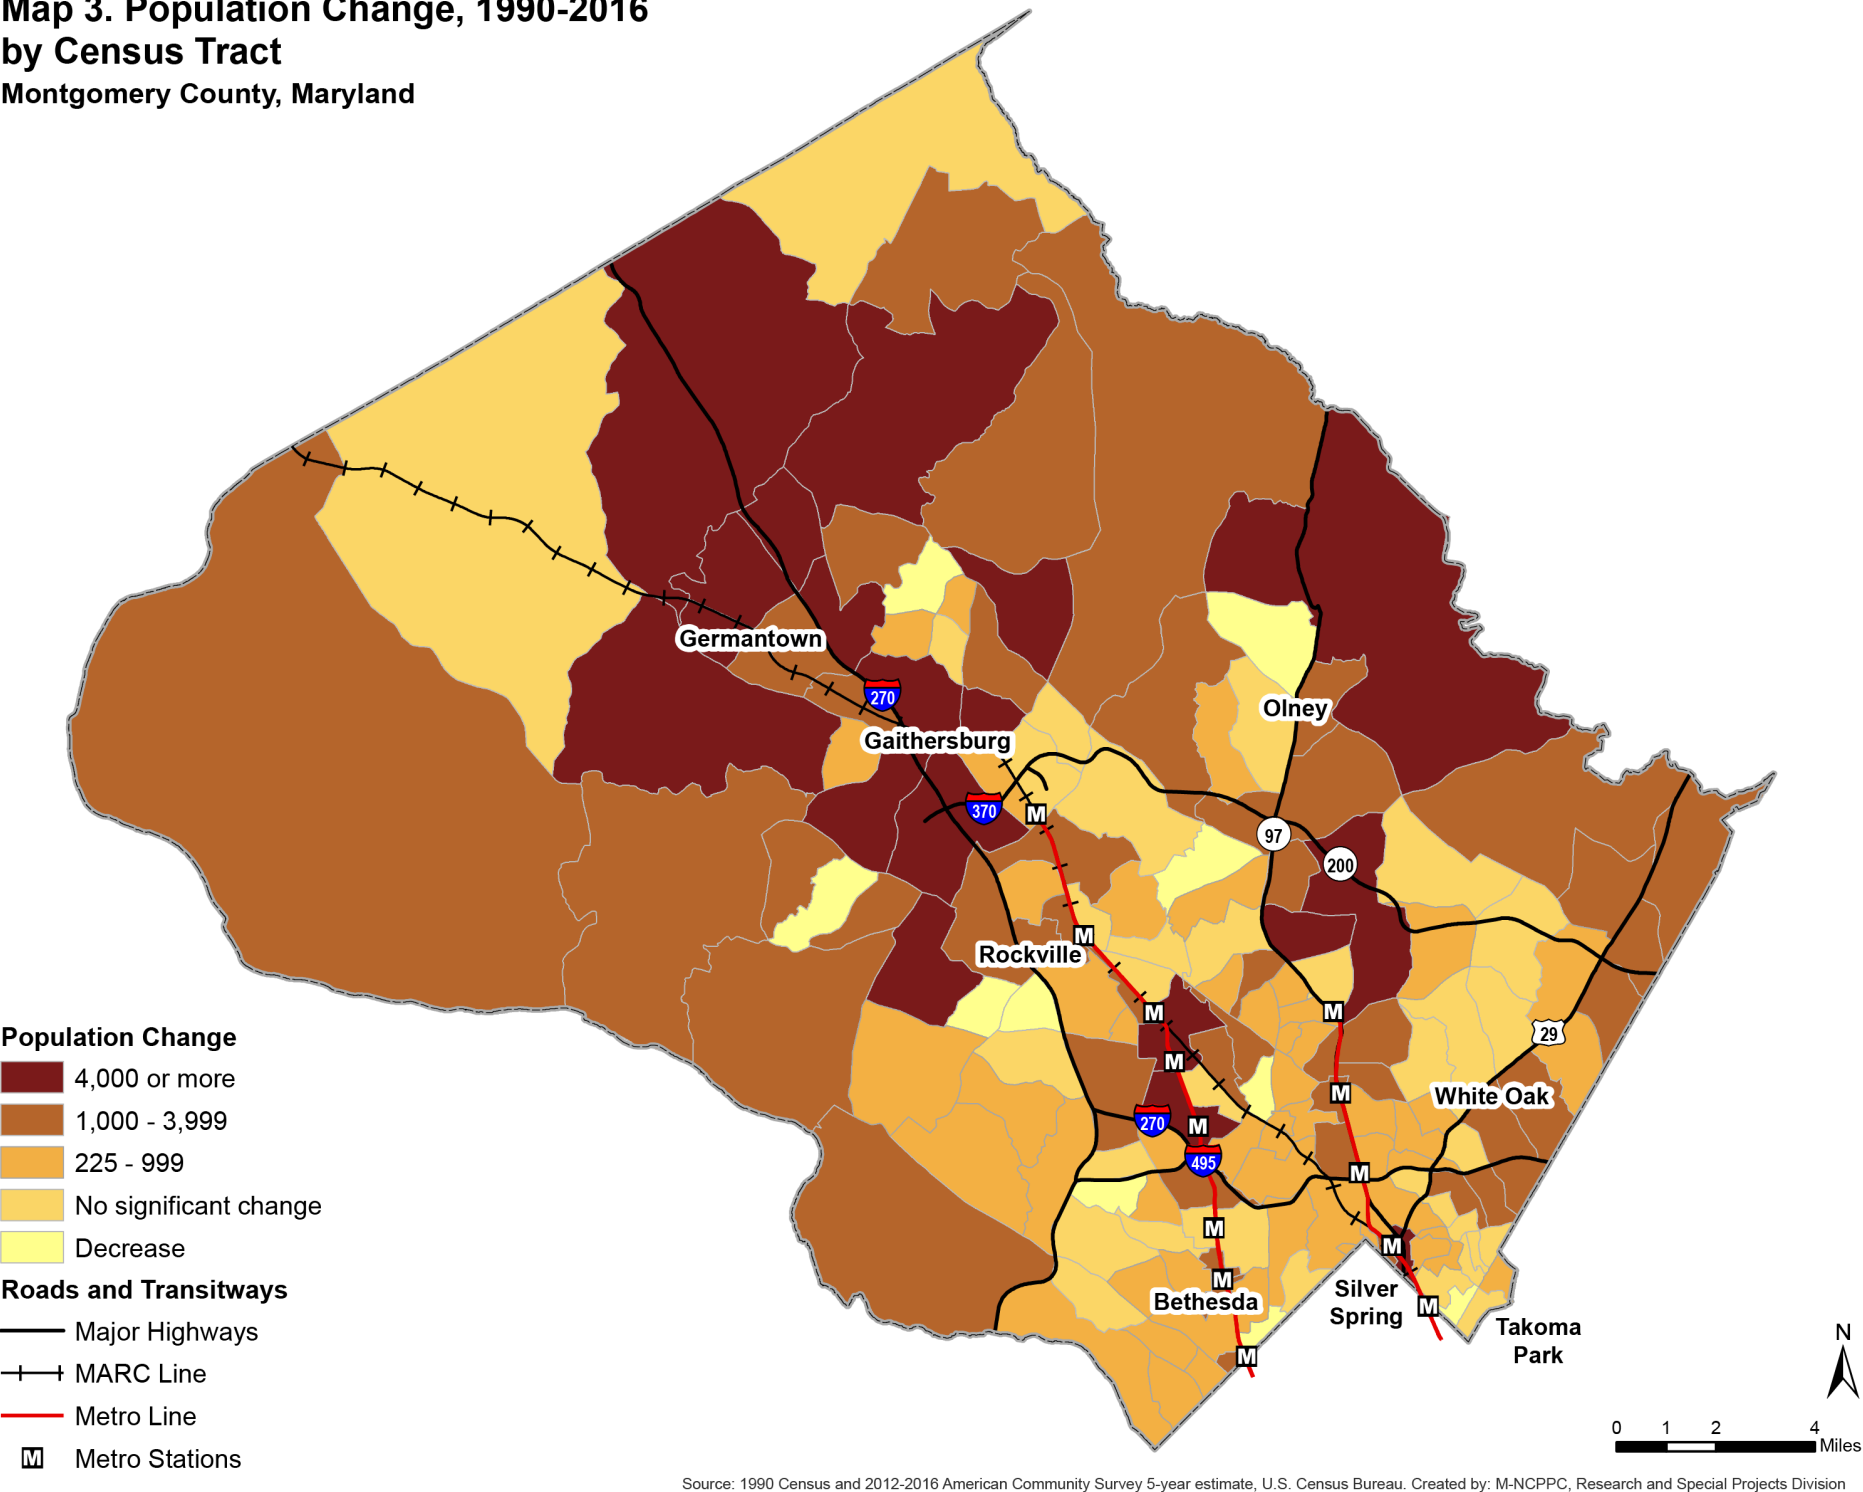 Map 3. Population Change, 1990-2016
by Census Tract
Montgomery County, Maryland
Germantown
270
Gaithersburg
Olney
370
M
97
200
Rockville
M
M
M
29
M
White Oak
M
270
M
495
M
M
M
M
Bethesda
Silver
Spring
M
Takoma
Park
M
Population Change
4,000 or more
1,000 - 3,999
225 - 999
No significant change
Decrease
Roads and Transitways
Major Highways
MARC Line
Metro Line
M Metro Stations
N
0 1 2 4
Miles
Source: 1990 Census and 2012-2016 American Community Survey 5-year estimate, U.S. Census Bureau. Created by: M-NCPPC, Research and Special Projects Division